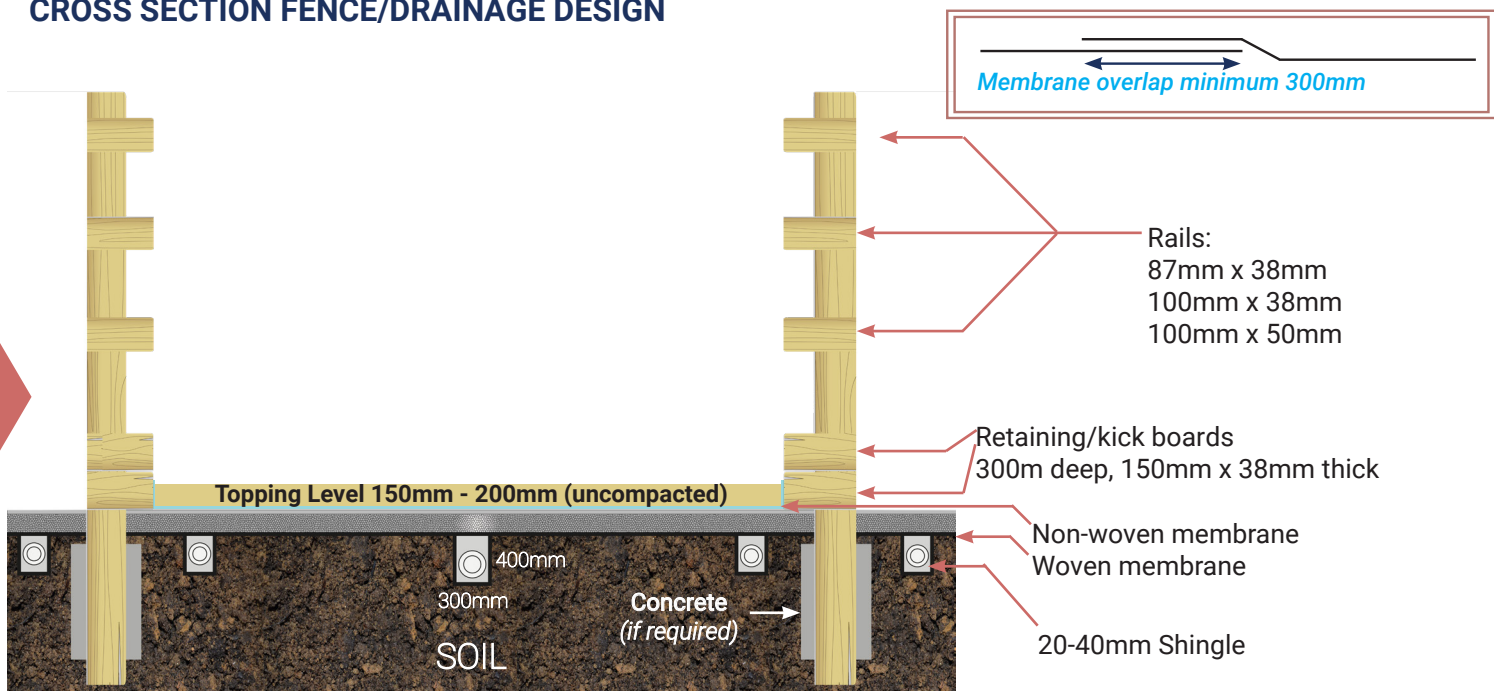 CROSS SECTION FENCE/DRAINAGE DESIGN
Membrane overlap minimum 300mm
Rails:
87mm x 38mm
100mm x 38mm
100mm x 50mm
Retaining/kick boards
300m deep, 150mm x 38mm thick
Topping Level 150mm - 200mm (uncompacted)
Non-woven membrane
Woven membrane
400mm
300mm
Concrete
(if required)
SOIL
20-40mm Shingle